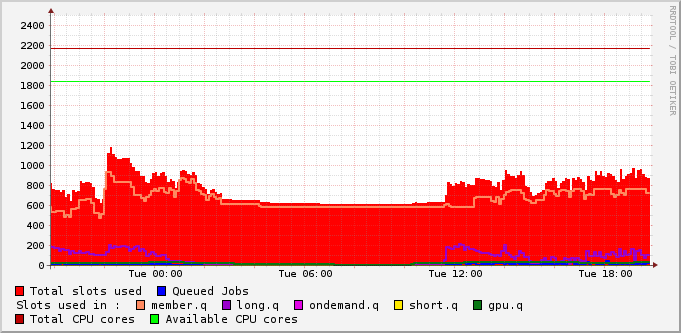 2400
2200
2000
1800
1600
1400
1200
1000
800
600
400
200
0
Tue 00:00 Tue 06:00 Tue 12:00 Tue 18:00
RRDTOOL / TOBI OETIKER
Total slots used Queued Jobs
Slots used in : member.q long.q ondemand.q short.q gpu.q
Total CPU cores Available CPU cores